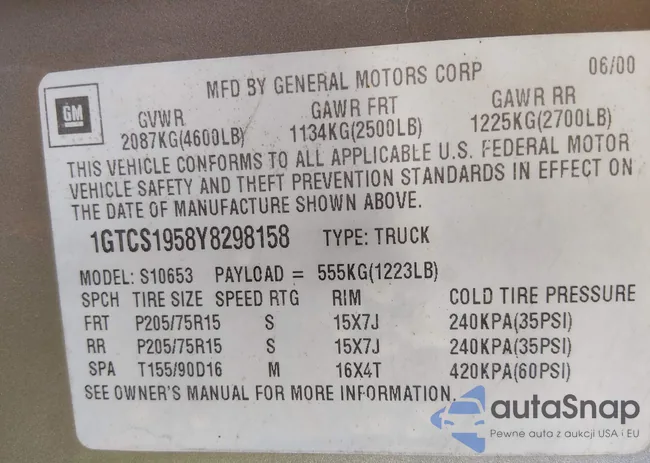 MFD BY GENERAL MOTORS CORP 06/00
GM
GVWR GAWR FRT GAWR RR
2087KG(4600LB) 1134KG(2500LB) 1225KG(2700LB)
THIS VEHICLE CONFORMS TO ALL APPLICABLE U.S. FEDERAL MOTOR
VEHICLE SAFETY AND THEFT PREVENTION STANDARDS IN EFFECT ON
THE DATE OF MANUFACTURE SHOWN ABOVE.
1GTCS1958Y8298158 TYPE: TRUCK
MODEL: S10653 PAYLOAD = 555KG(1223LB)
SPCH TIRE SIZE SPEED RTG RIM COLD TIRE PRESSURE
FRT P205/75R15 S 15X7J 240KPA(35PSI)
RR P205/75R15 S 15X7J 240KPA(35PSI)
SPA T155/90D16 M 16X4T 420KPA(60PSI)
SEE OWNER'S MANUAL FOR MORE INFORMATION.
autaSnap
Pewne auta z aukcji USA i EU